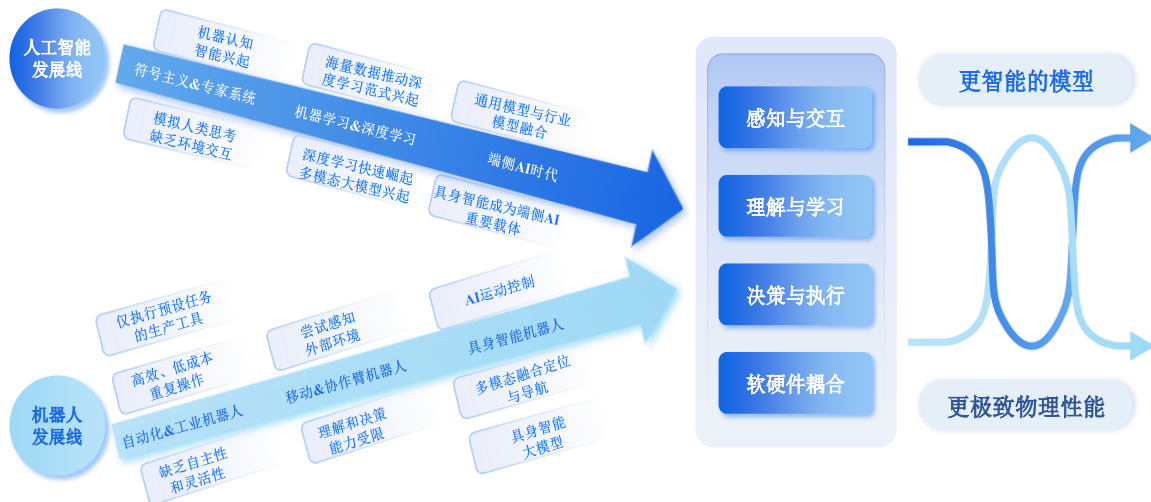 人工智能
发展线
机器认知
智能兴起
符号主义&专家系统
模拟人类思考
缺乏环境交互
海量数据推动深
度学习范式兴起
机器学习&深度学习
深度学习快速崛起
多模态大模型兴起
通用模型与行业
模型融合
端侧AI时代
具身智能成为端侧AI
重要载体
机器人
发展线
仅执行预设任务
的生产工具
高效、低成本
重复操作
自动化&工业机器人
缺乏自主性
和灵活性
尝试感知
外部环境
移动&协作臂机器人
理解和决策
能力受限
AI运动控制
具身智能机器人
多模态融合定位
与导航
具身智能
大模型
感知与交互
理解与学习
决策与执行
软硬件耦合
更智能的模型
更极致物理性能